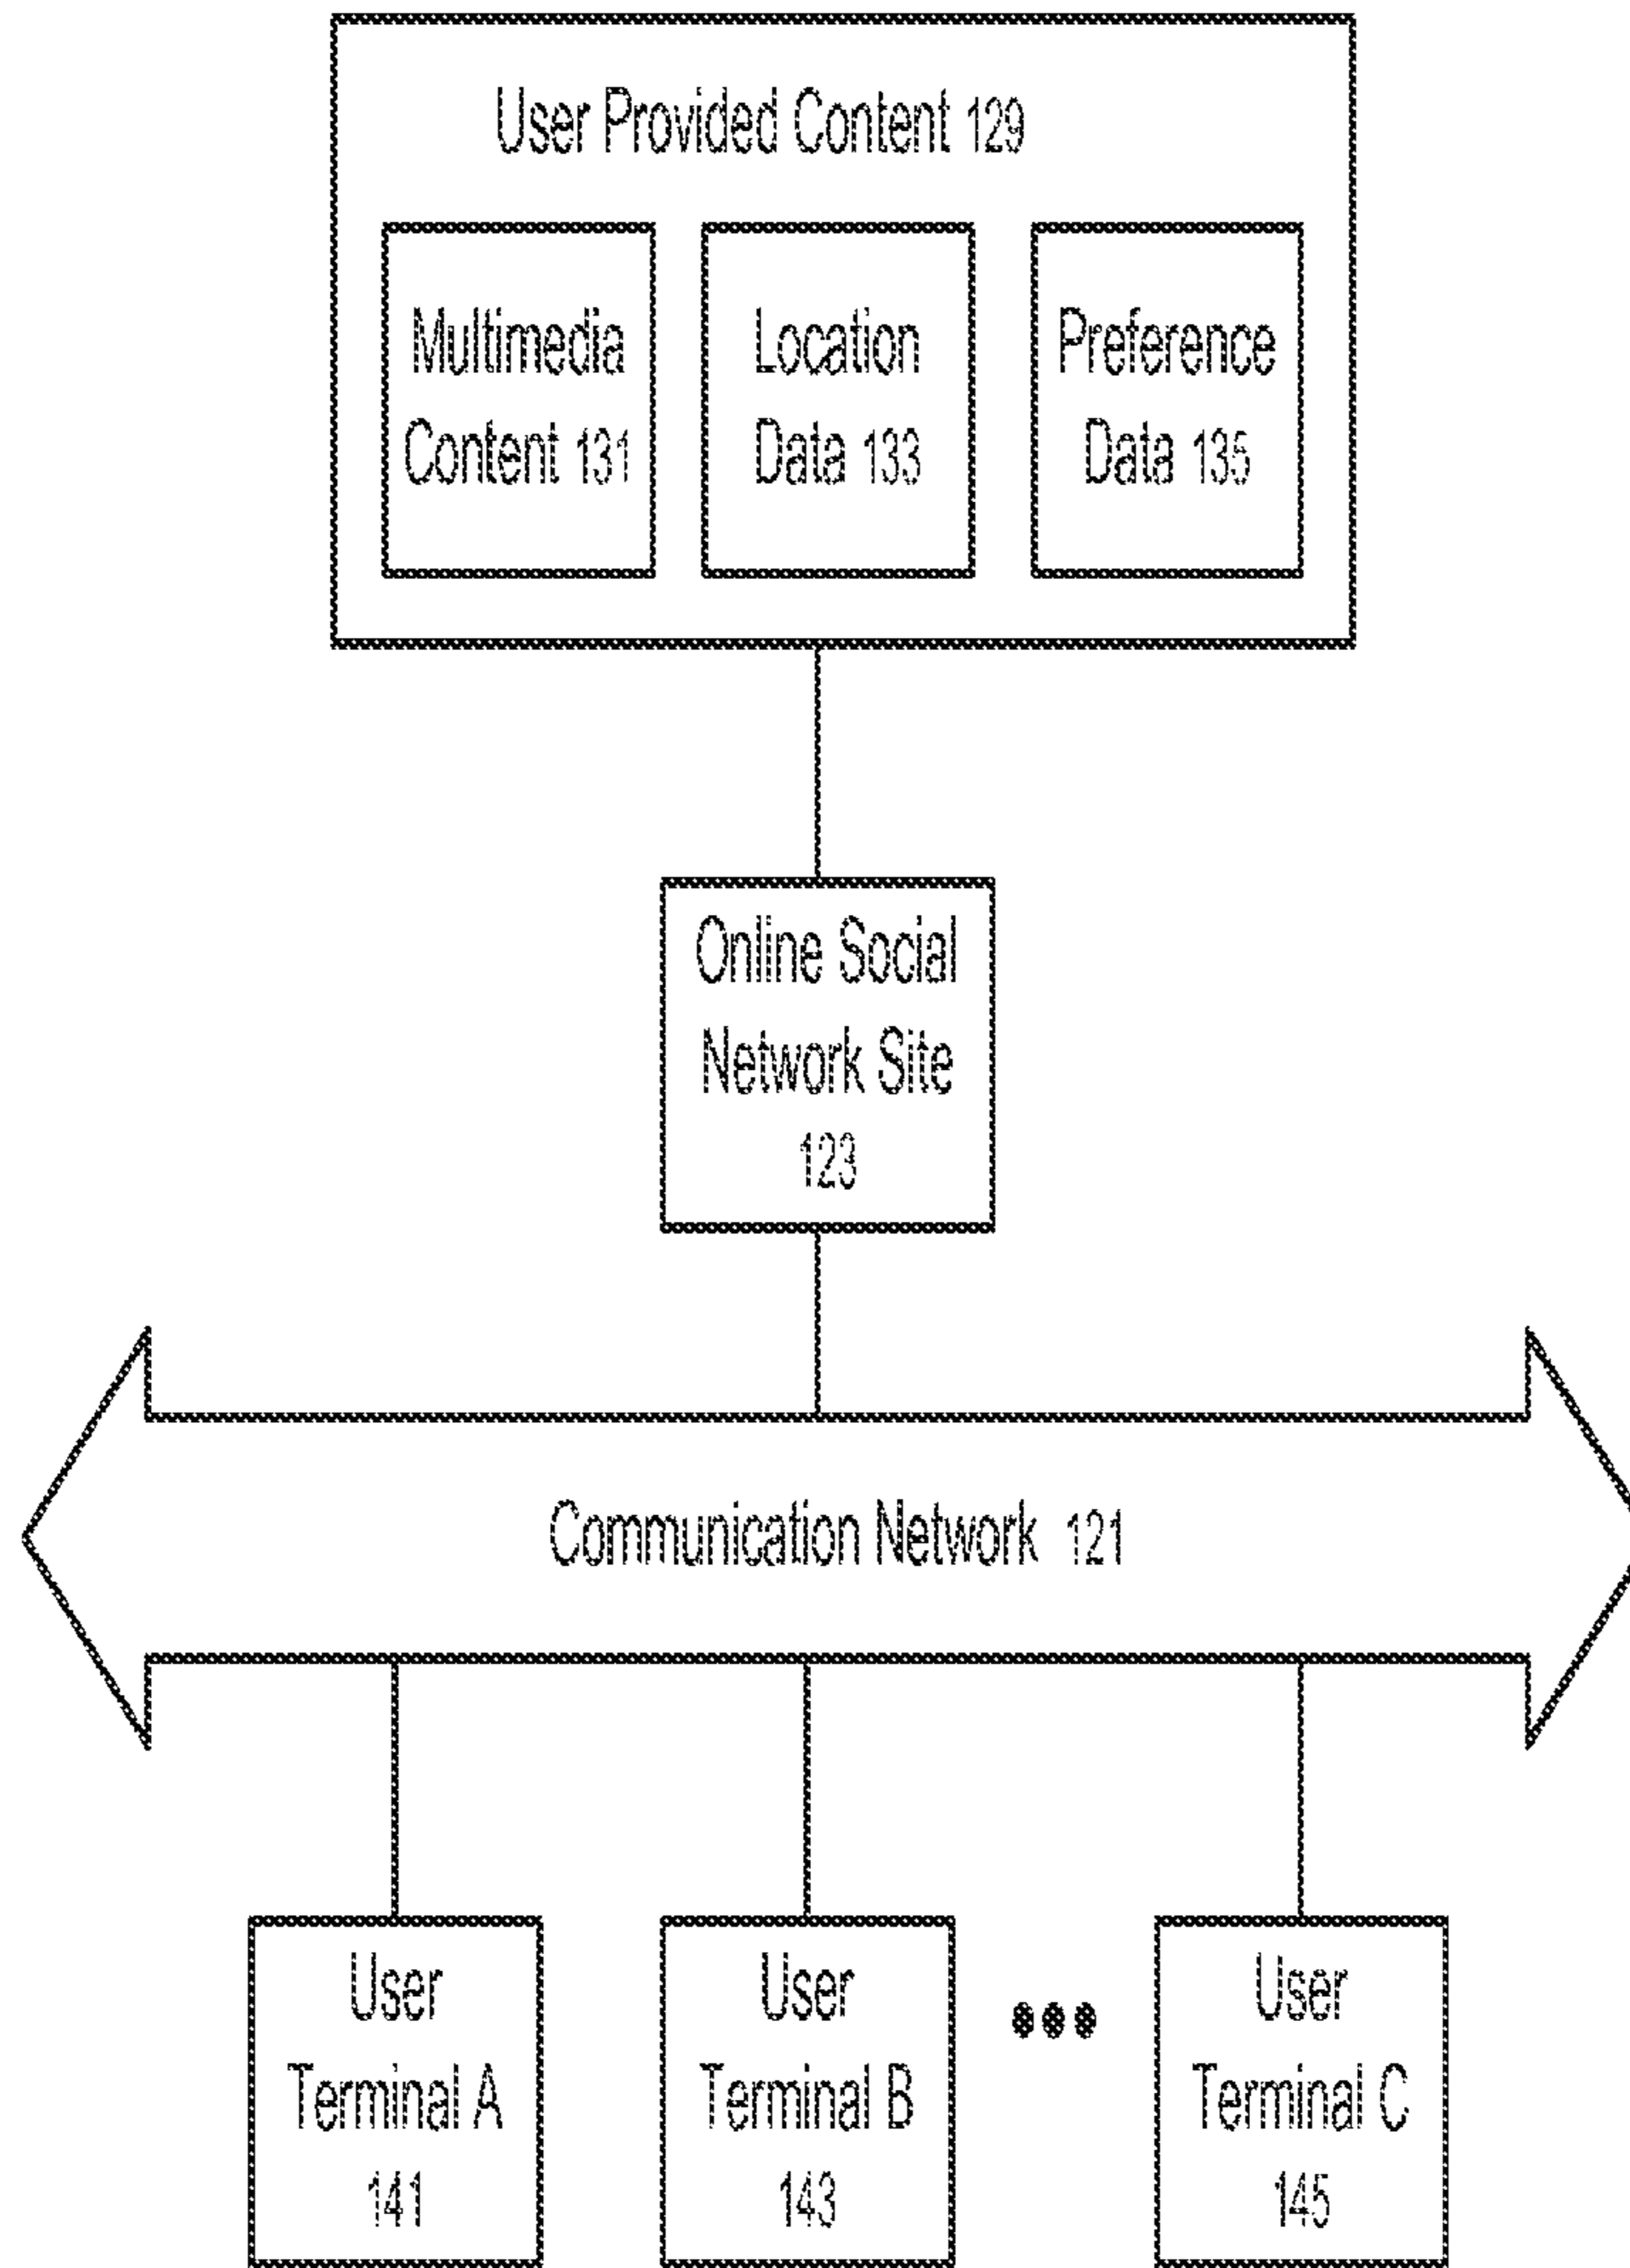 User Provided Content 129
Multimedia
Content 131
Location
Data 133
Preference
Data 135
Online Social
Network Site
123
Communication Network 121
User
Terminal A
141
User
Terminal B
143
User
Terminal C
145